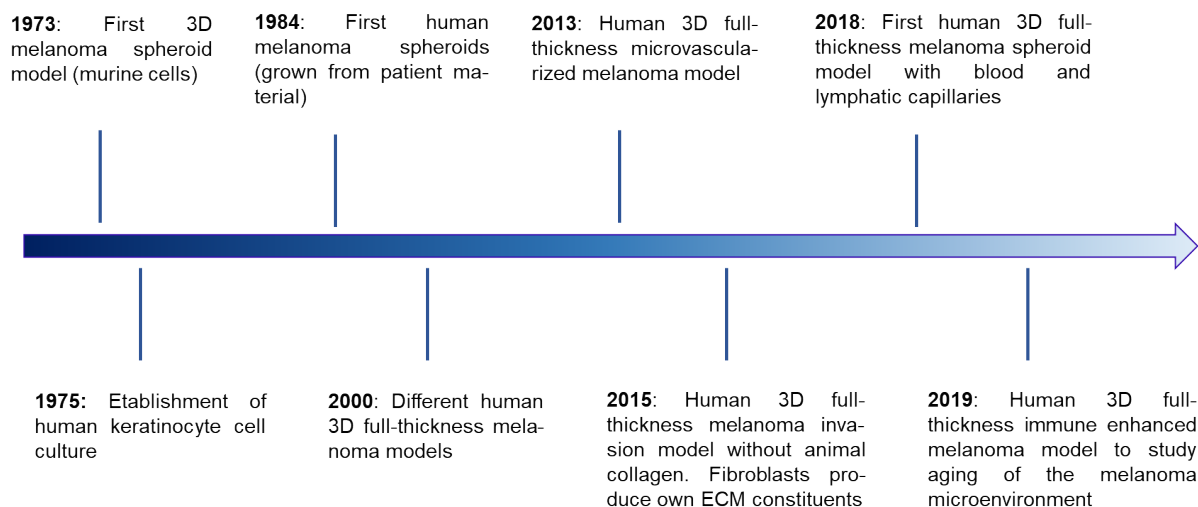 1973: First 3D
melanoma spheroid
model (murine cells)
1984: First human
melanoma spheroids
(grown from patient ma-
terial)
2013: Human 3D full-
thickness microvascula-
rized melanoma model
2018: First human 3D full-
thickness melanoma spheroid
model with blood and
lymphatic capillaries
1975: Etablishment of
human keratinocyte cell
culture
2000: Different human
3D full-thickness mela-
noma models
2015: Human 3D full-
thickness melanoma inva-
sion model without animal
collagen. Fibroblasts pro-
duce own ECM constituents
2019: Human 3D full-
thickness immune enhanced
melanoma model to study
aging of the melanoma
microenvironment